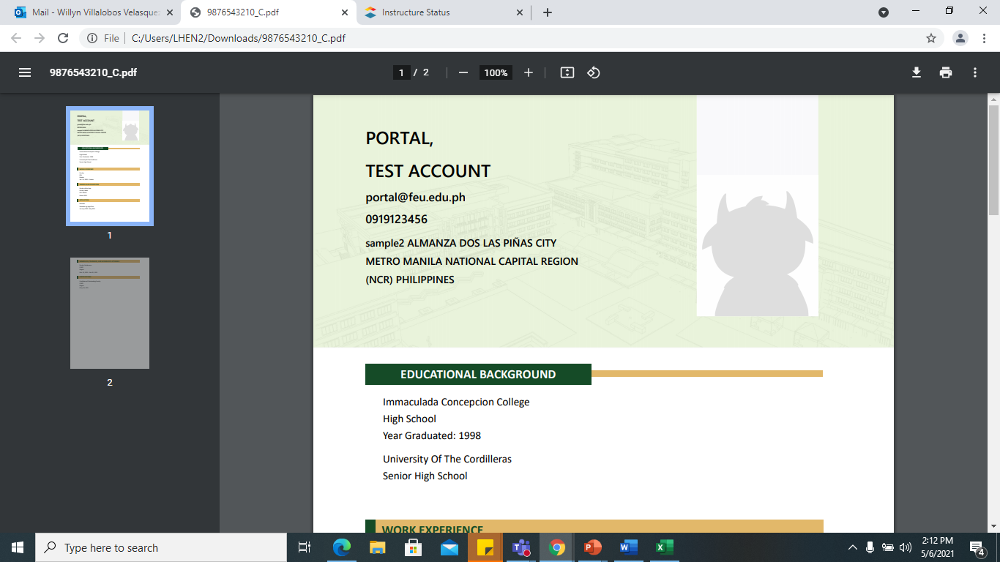 Mail - Willyn Villalobos Velasquez
9876543210_C.pdf
Instructure Status
File
C:/Users/LHEN2/Downloads/9876543210_C.pdf
9876543210_C.pdf
1 / 2
100%
1
2
PORTAL,
TEST ACCOUNT
portal@feu.edu.ph
0919123456
sample2 ALMANZA DOS LAS PIÑAS CITY
METRO MANILA NATIONAL CAPITAL REGION
(NCR) PHILIPPINES
EDUCATIONAL BACKGROUND
Immaculada Concepcion College
High School
Year Graduated: 1998
University Of The Cordilleras
Senior High School
WORK EXPERIENCE
Type here to search
2:12 PM
5/6/2021
4